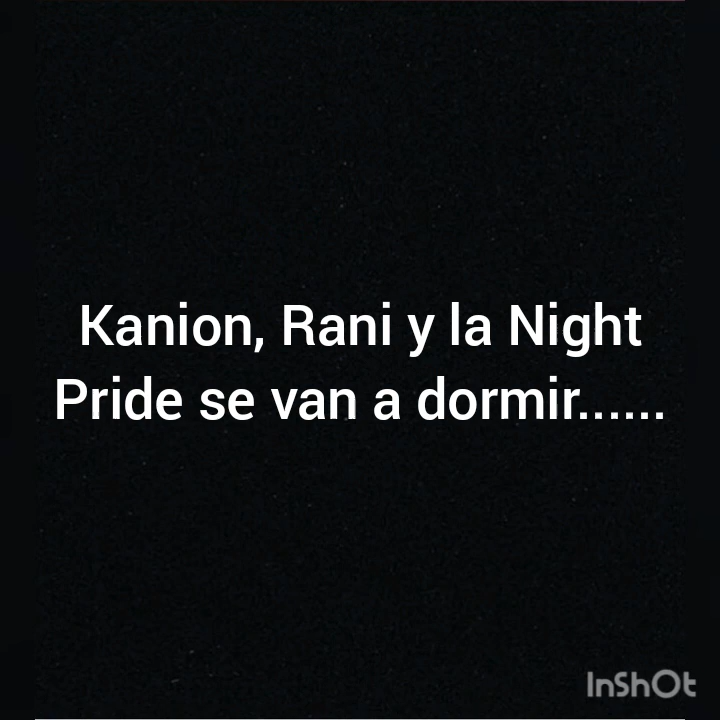 Kanion, Rani y la Night
Pride se van a dormir......
InShOt